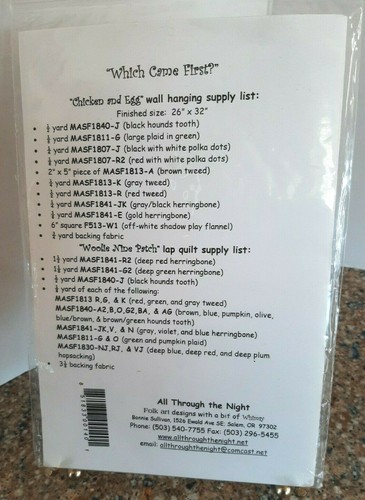 "Which Came First?"
"Chicken and Egg" wall hanging supply list:
Finished size: 26" x 32"
• yard MASF1840-J (black hounds tooth)
• yard MASF1811-G (large plaid in green)
• yard MASF1807-J (black with white polka dots)
• yard MASF1807-R2 (red with white polka dots)
• 2" x 5" piece of MASF1813-A (brown tweed)
• yard MASF1813-K (gray tweed)
• yard MASF1813-R (red tweed)
• yard MASF1841-JK (gray/black herringbone)
• yard MASF1841-E (gold herringbone)
• 6" square F513-W1 (off-white shadow play flannel)
• yard backing fabric
"Woolie Nine Patch" lap quilt supply list:
• 1½ yard MASF1841-R2 (deep red herringbone)
• yard MASF1841-G2 (deep green herringbone)
• yard MASF1840-J (black hounds tooth)
• yard of each of the following:
MASF1813 R,G, & K (red, green, and gray tweed)
MASF1840-A2,B,O,G2,BA, & AG (brown, blue, pumpkin, olive,
blue/brown, & brown/green hounds tooth)
MASF1841-JK,V, & N (gray, violet, and blue herringbone)
MASF1811-G & O (green and pumpkin plaid)
MASF1830-NJ,RJ, & VJ (deep blue, deep red, and deep plum
hopsacking)
• 3½ backing fabric
All Through the Night
Folk art designs with a bit of Whimsy
Bonnie Sullivan, 1526 Ewald Ave SE; Salem, OR 97302
Phone: (503) 540-7755 Fax: (503) 296-5455
www.allthroughthenight.net
email: allthroughthenight@comcast.net